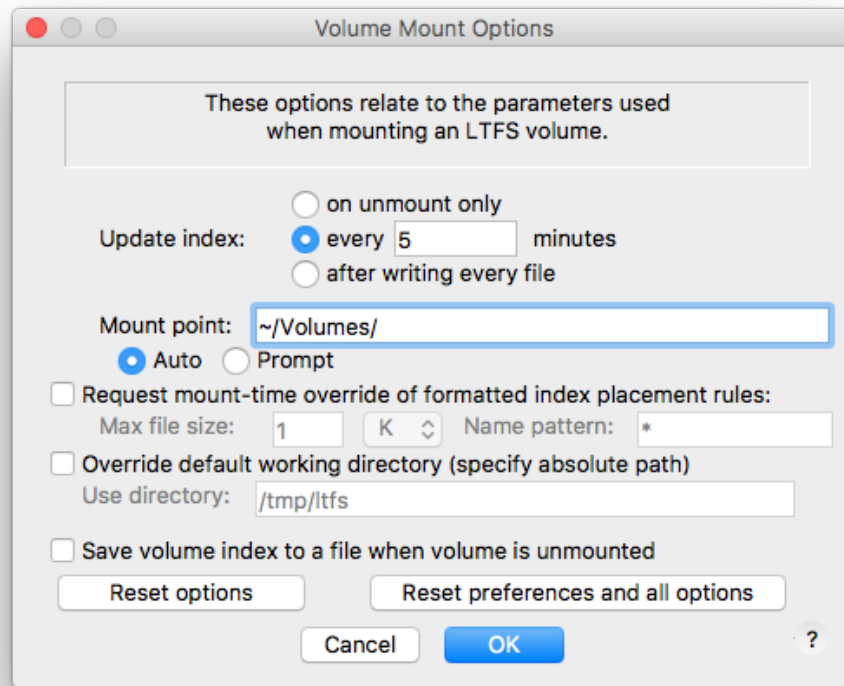 Volume Mount Options
These options relate to the parameters used
when mounting an LTFS volume.
on unmount only
Update index: every 5 minutes
after writing every file
Mount point: ~/Volumes/
Auto Prompt
Request mount-time override of formatted index placement rules:
Max file size: 1 K Name pattern: *
Override default working directory (specify absolute path)
Use directory: /tmp/ltfs
Save volume index to a file when volume is unmounted
Reset options Reset preferences and all options
Cancel OK ?